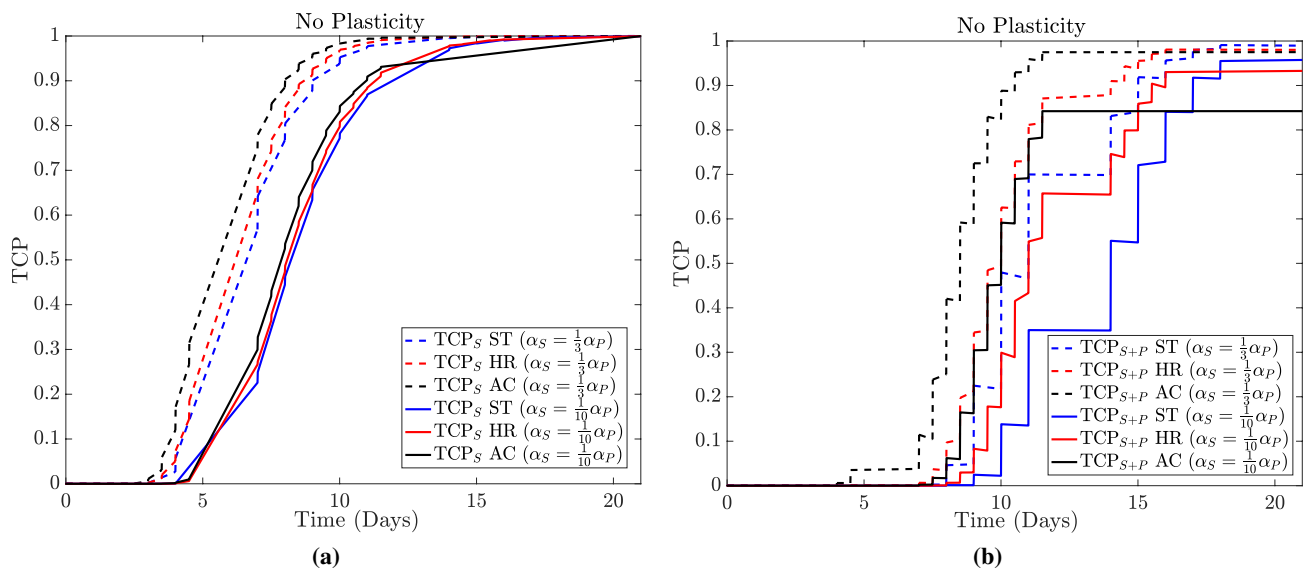 No Plasticity
1
0.9
0.8
0.7
0.6
0.5
0.4
0.3
0.2
0.1
0
TCP
TCP_S ST (α_S = 1/3 α_P)
TCP_S HR (α_S = 1/3 α_P)
TCP_S AC (α_S = 1/3 α_P)
TCP_S ST (α_S = 1/10 α_P)
TCP_S HR (α_S = 1/10 α_P)
TCP_S AC (α_S = 1/10 α_P)
0 5 10 15 20
Time (Days)
(a)
No Plasticity
1
0.9
0.8
0.7
0.6
0.5
0.4
0.3
0.2
0.1
0
TCP
TCP_{S+P} ST (α_S = 1/3 α_P)
TCP_{S+P} HR (α_S = 1/3 α_P)
TCP_{S+P} AC (α_S = 1/3 α_P)
TCP_{S+P} ST (α_S = 1/10 α_P)
TCP_{S+P} HR (α_S = 1/10 α_P)
TCP_{S+P} AC (α_S = 1/10 α_P)
0 5 10 15 20
Time (Days)
(b)